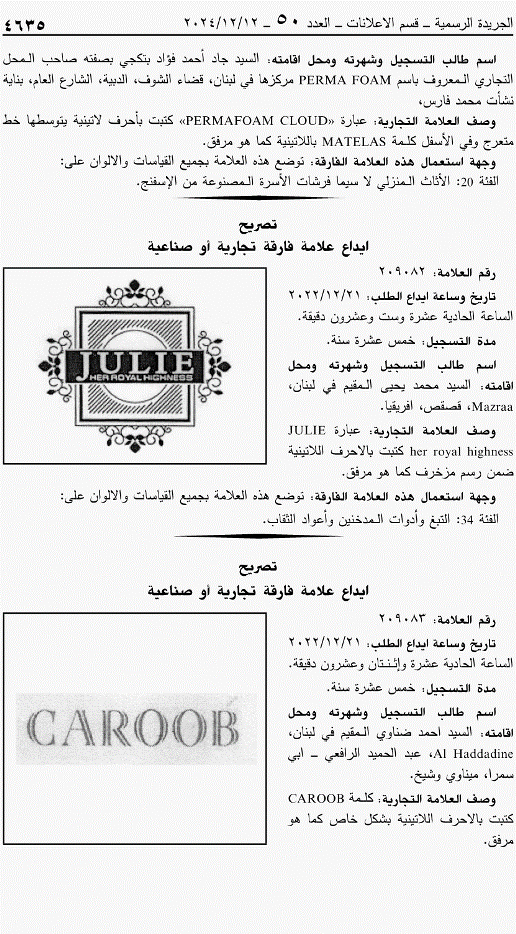 الجريدة الرسمية ــ قسم الاعلانات ــ العدد ٥٠ ــ ٢٠٢٤/١٢/١٢
٤٦٣٥
اسم طالب التسجيل وشهرته ومحل اقامته: السيد جاد أحمد فؤاد بتكجي بصفته صاحب المحل
التجاري المعروف باسم PERMA FOAM مركزها في لبنان، قضاء الشوف، الدبية، الشارع العام، بناية
نشأت محمد فارس،
وصف العلامة التجارية: عبارة «PERMAFOAM CLOUD» كتبت بأحرف لاتينية يتوسطها خط
متعرج وفي الأسفل كلمة MATELAS باللاتينية كما هو مرفق.
وجهة استعمال هذه العلامة الفارقة: توضع هذه العلامة بجميع القياسات والالوان على:
الفئة 20: الأثاث المنزلي لا سيما فرشات الأسرة المصنوعة من الإسفنج.
تصريح
ايداع علامة فارقة تجارية أو صناعية
رقم العلامة: ٢٠٩٠٨٢
تاريخ وساعة ايداع الطلب: ٢٠٢٢/١٢/٢١
الساعة الحادية عشرة وست وعشرون دقيقة.
مدة التسجيل: خمس عشرة سنة.
اسم طالب التسجيل وشهرته ومحل
اقامته: السيد محمد يحيى المقيم في لبنان،
Mazraa، قصقص، افريقيا.
وصف العلامة التجارية: عبارة JULIE
her royal highness كتبت بالاحرف اللاتينية
ضمن رسم مزخرف كما هو مرفق.
JULIE
HER ROYAL HIGHNESS
وجهة استعمال هذه العلامة الفارقة: توضع هذه العلامة بجميع القياسات والالوان على:
الفئة 34: التبغ وأدوات المدخنين وأعواد الثقاب.
تصريح
ايداع علامة فارقة تجارية أو صناعية
رقم العلامة: ٢٠٩٠٨٣
تاريخ وساعة ايداع الطلب: ٢٠٢٢/١٢/٢١
الساعة الحادية عشرة وإثنتان وعشرون دقيقة.
مدة التسجيل: خمس عشرة سنة.
اسم طالب التسجيل وشهرته ومحل
اقامته: السيد احمد ضناوي المقيم في لبنان،
Al Haddadine، عبد الحميد الرافعي ــ ابي
سمرا، ميناوي وشيخ.
وصف العلامة التجارية: كلمة CAROOB
كتبت بالاحرف اللاتينية بشكل خاص كما هو
مرفق.
CAROOB